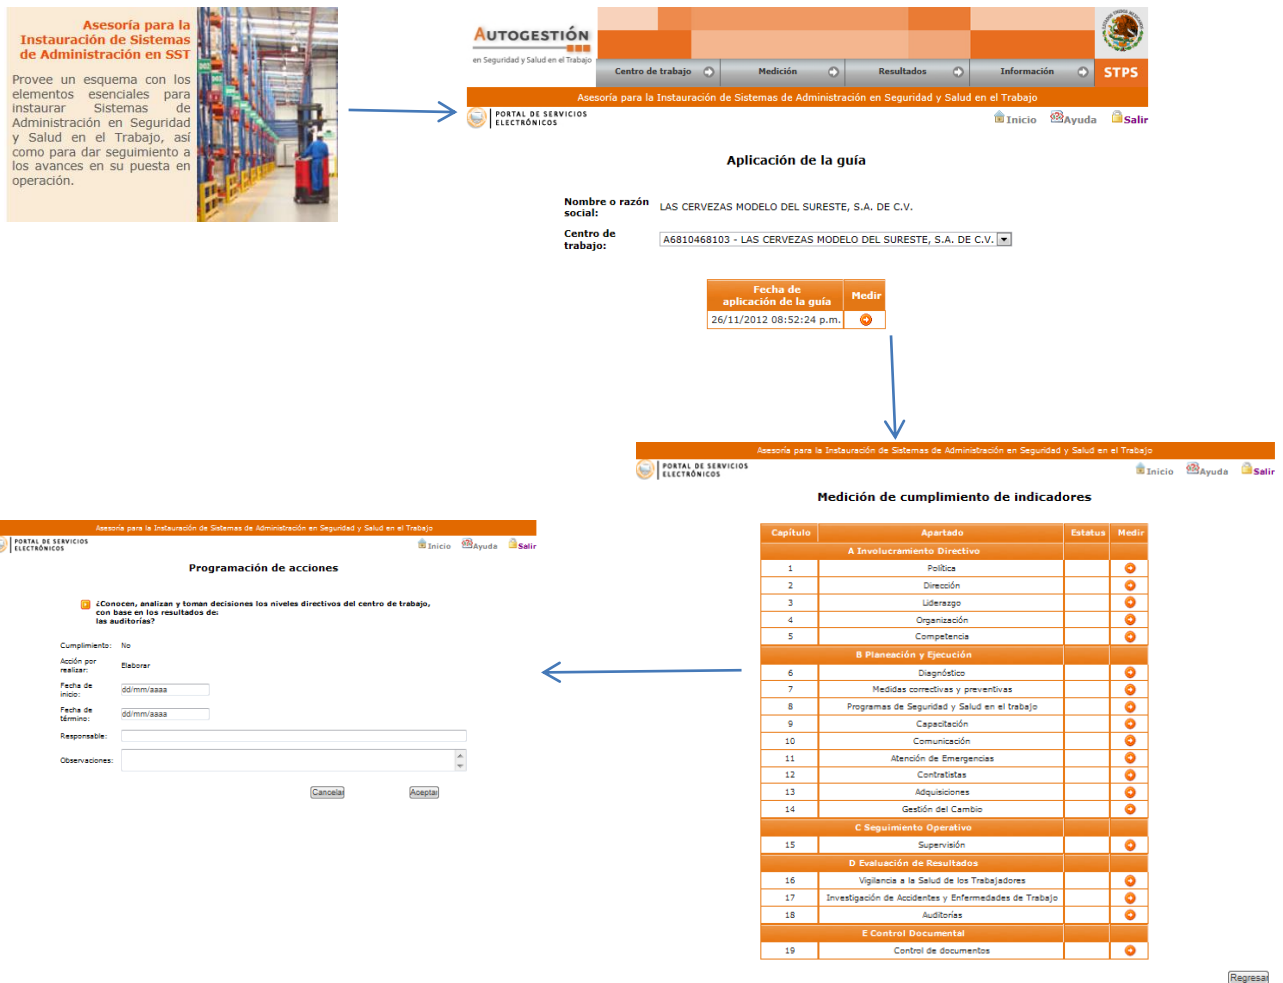 Asesoría para la
Instauración de Sistemas
de Administración en SST
Provee un esquema con los
elementos esenciales para
instaurar Sistemas de
Administración en Seguridad
y Salud en el Trabajo, así
como para dar seguimiento a
los avances en su puesta en
operación.
AUTOGESTIÓN
en Seguridad y Salud en el Trabajo
Centro de trabajo
Medición
Resultados
Información
STPS
Asesoría para la Instauración de Sistemas de Administración en Seguridad y Salud en el Trabajo
PORTAL DE SERVICIOS
ELECTRÓNICOS
Inicio Ayuda Salir
Aplicación de la guía
Nombre o razón
social:
LAS CERVEZAS MODELO DEL SURESTE, S.A. DE C.V.
Centro de
trabajo:
A6810468103 - LAS CERVEZAS MODELO DEL SURESTE, S.A. DE C.V.
Fecha de
aplicación de la guía
Medir
26/11/2012 08:52:24 p.m.
Asesoría para la Instauración de Sistemas de Administración en Seguridad y Salud en el Trabajo
PORTAL DE SERVICIOS
ELECTRÓNICOS
Inicio Ayuda Salir
Medición de cumplimiento de indicadores
Capítulo Apartado Estatus Medir
A Involucramiento Directivo
1 Política
2 Dirección
3 Liderazgo
4 Organización
5 Competencia
B Planeación y Ejecución
6 Diagnóstico
7 Medidas correctivas y preventivas
8 Programas de Seguridad y Salud en el trabajo
9 Capacitación
10 Comunicación
11 Atención de Emergencias
12 Contratistas
13 Adquisiciones
14 Gestión del Cambio
C Seguimiento Operativo
15 Supervisión
D Evaluación de Resultados
16 Vigilancia a la Salud de los Trabajadores
17 Investigación de Accidentes y Enfermedades de Trabajo
18 Auditorías
E Control Documental
19 Control de documentos
Regresar
Asesoría para la Instauración de Sistemas de Administración en Seguridad y Salud en el Trabajo
PORTAL DE SERVICIOS
ELECTRÓNICOS
Inicio Ayuda Salir
Programación de acciones
¿Conocen, analizan y toman decisiones los niveles directivos del centro de trabajo,
con base en los resultados de:
las auditorías?
Cumplimiento: No
Acción por
realizar:
Elaborar
Fecha de
inicio:
dd/mm/aaaa
Fecha de
término:
dd/mm/aaaa
Responsable:
Observaciones:
Cancelar Aceptar